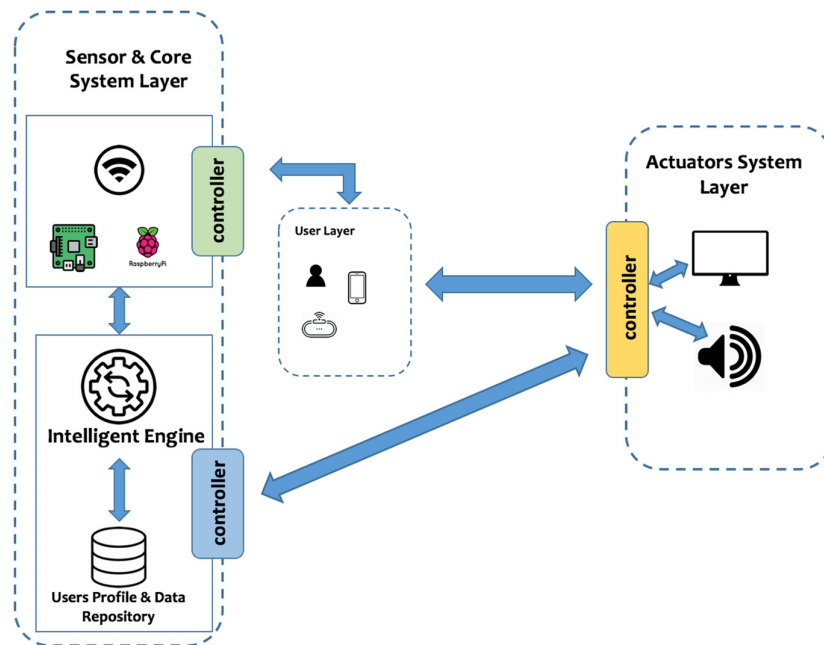 Sensor & Core
System Layer
controller
RaspberryPi
User Layer
Intelligent Engine
controller
Users Profile & Data
Repository
Actuators System
Layer
controller